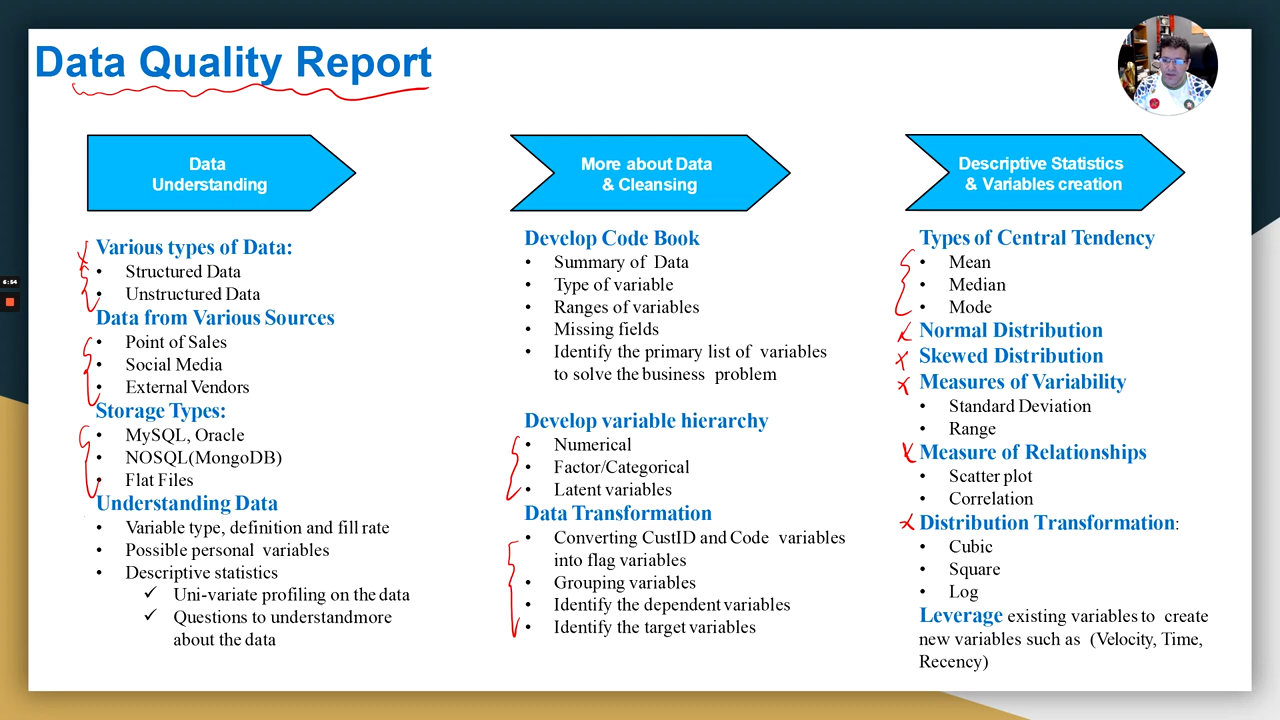 Data Quality Report
Data
Understanding
Various types of Data:
• Structured Data
• Unstructured Data
Data from Various Sources
• Point of Sales
• Social Media
• External Vendors
Storage Types:
• MySQL, Oracle
• NOSQL(MongoDB)
• Flat Files
Understanding Data
• Variable type, definition and fill rate
• Possible personal variables
• Descriptive statistics
✓ Uni-variate profiling on the data
✓ Questions to understandmore
about the data
More about Data
& Cleansing
Develop Code Book
• Summary of Data
• Type of variable
• Ranges of variables
• Missing fields
• Identify the primary list of variables
to solve the business problem
Develop variable hierarchy
• Numerical
• Factor/Categorical
• Latent variables
Data Transformation
• Converting CustID and Code variables
into flag variables
• Grouping variables
• Identify the dependent variables
• Identify the target variables
Descriptive Statistics
& Variables creation
Types of Central Tendency
• Mean
• Median
• Mode
Normal Distribution
Skewed Distribution
Measures of Variability
• Standard Deviation
• Range
Measure of Relationships
• Scatter plot
• Correlation
Distribution Transformation:
• Cubic
• Square
• Log
Leverage existing variables to create
new variables such as (Velocity, Time,
Recency)
6:54